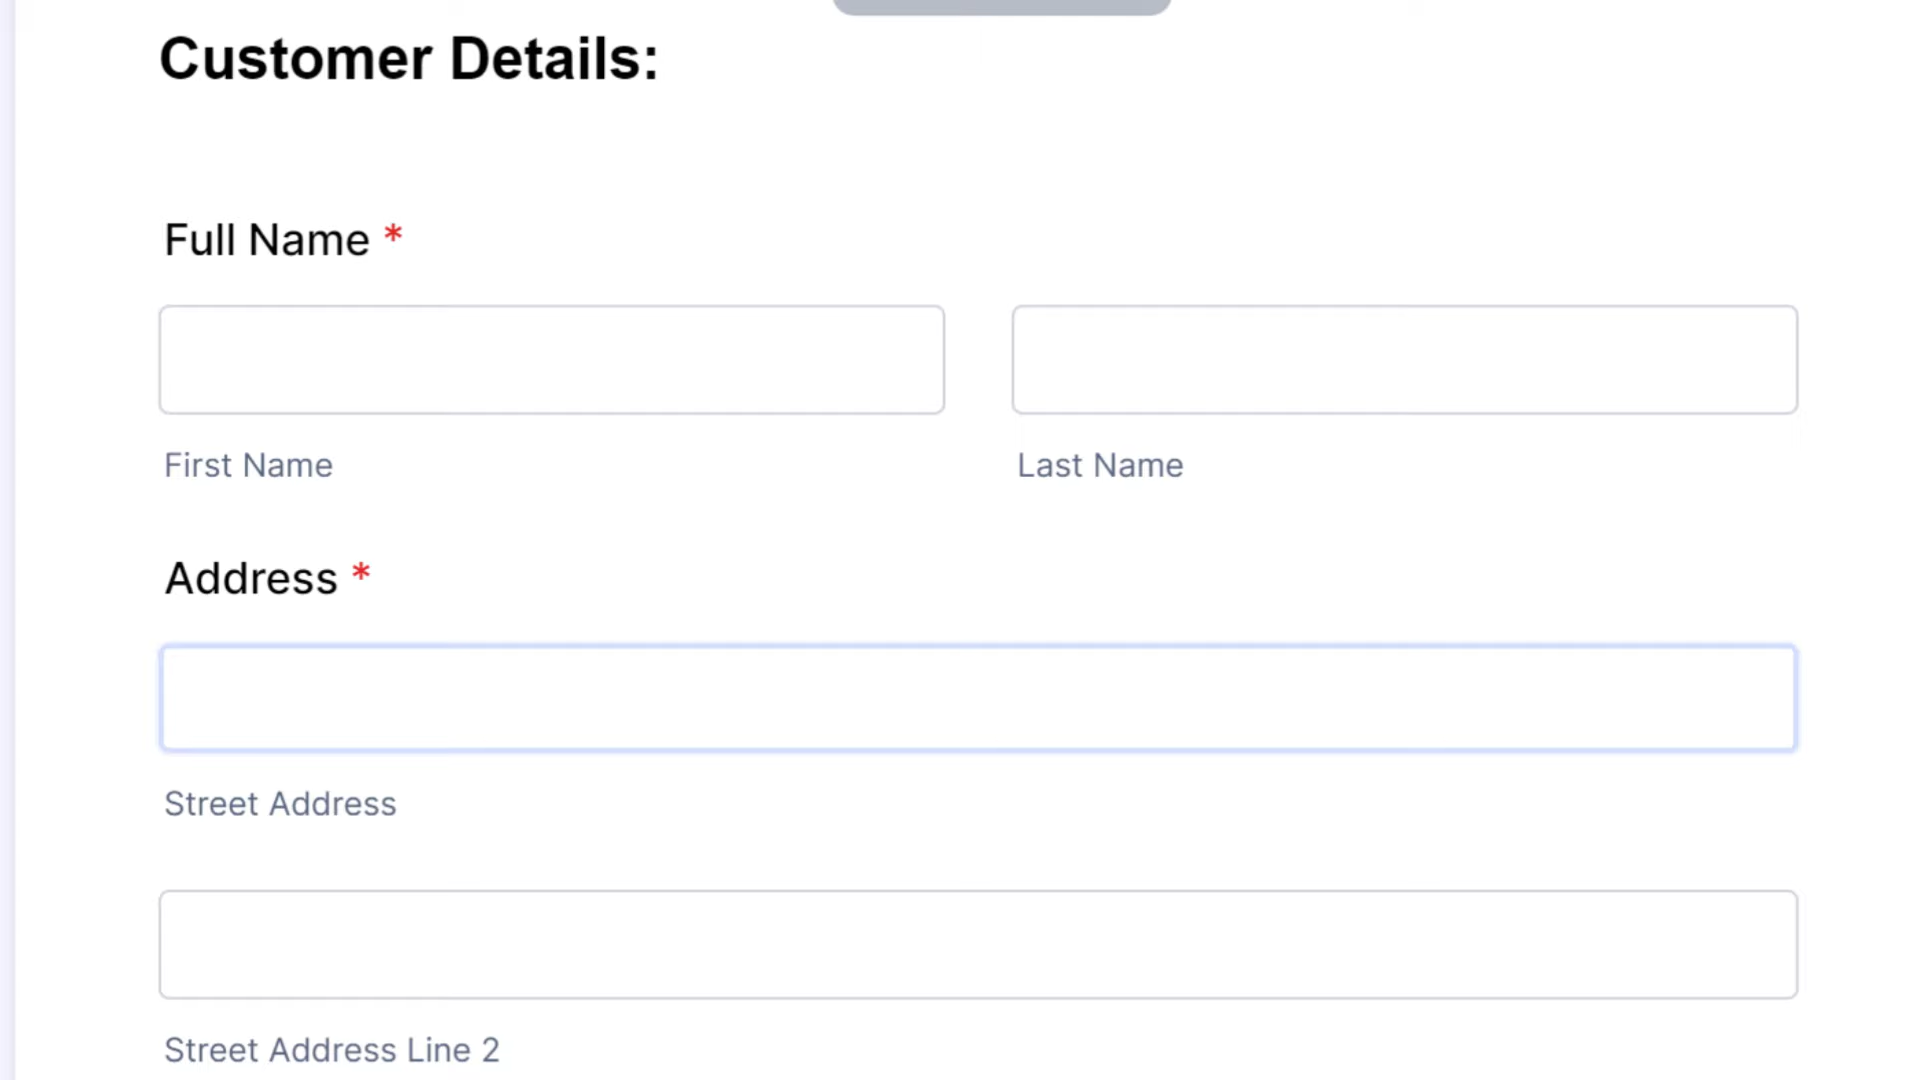 Customer Details:
Full Name *
First Name
Last Name
Address *
Street Address
Street Address Line 2